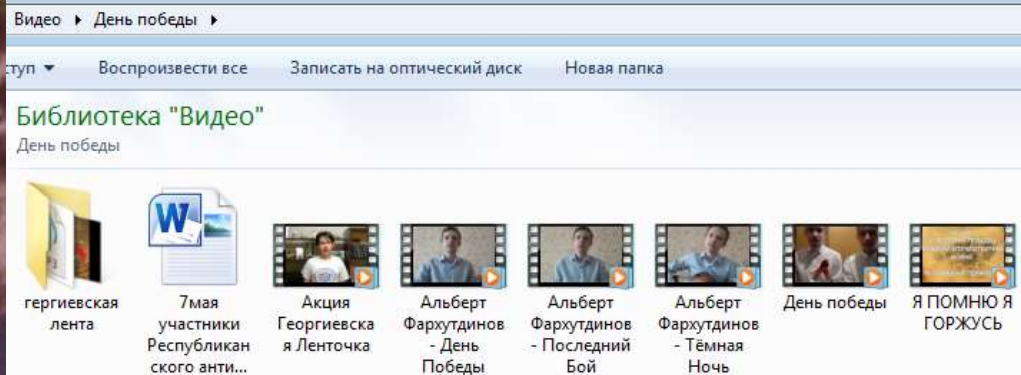 Видео ▸ День победы ▸
ступ ▾ Воспроизвести все Записать на оптический диск Новая папка
Библиотека "Видео"
День победы
гергиевская
лента
7мая
участники
Республикан
ского анти...
Акция
Георгиевска
я Ленточка
Альберт
Фархутдинов
- День
Победы
Альберт
Фархутдинов
- Последний
Бой
Альберт
Фархутдинов
- Тёмная
Ночь
День победы
Я ПОМНЮ Я
ГОРЖУСЬ